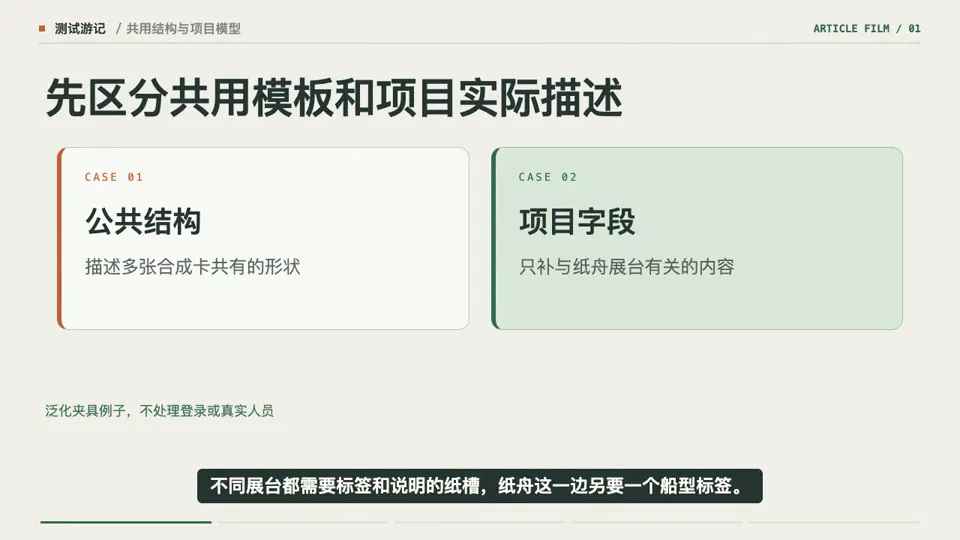 测试游记 / 共用结构与项目模型
ARTICLE FILM / 01
先区分共用模板和项目实际描述
CASE 01
公共结构
描述多张合成卡共有的形状
CASE 02
项目字段
只补与纸舟展台有关的内容
泛化夹具例子，不处理登录或真实人员
不同展台都需要标签和说明的纸槽，纸舟这一边另要一个船型标签。